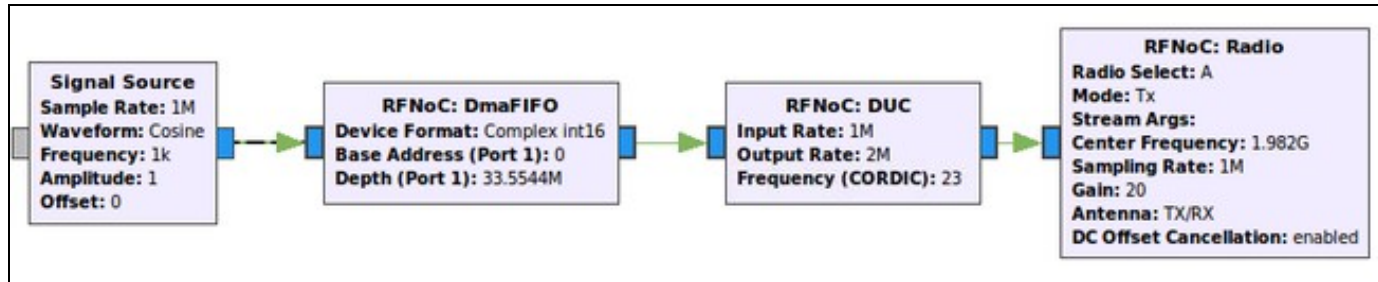 Signal Source
Sample Rate: 1M
Waveform: Cosine
Frequency: 1k
Amplitude: 1
Offset: 0
RFNoC: DmaFIFO
Device Format: Complex int16
Base Address (Port 1): 0
Depth (Port 1): 33.5544M
RFNoC: DUC
Input Rate: 1M
Output Rate: 2M
Frequency (CORDIC): 23
RFNoC: Radio
Radio Select: A
Mode: Tx
Stream Args:
Center Frequency: 1.982G
Sampling Rate: 1M
Gain: 20
Antenna: TX/RX
DC Offset Cancellation: enabled